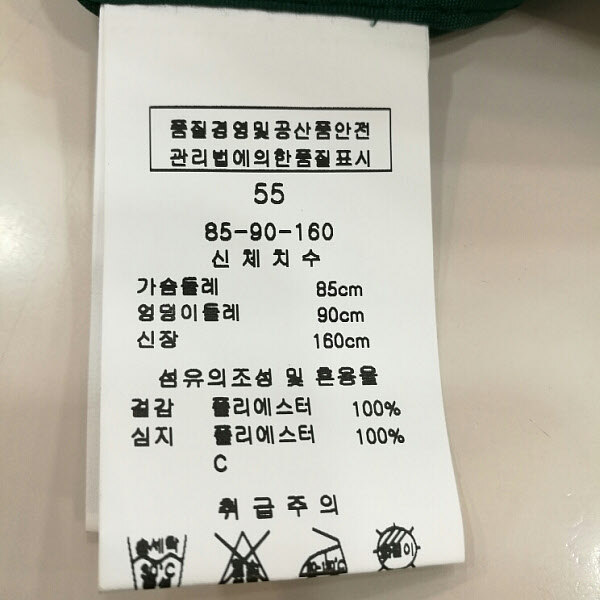 품질경영및공산품안전
관리법에의한품질표시
55
85-90-160
신체치수
가슴둘레 85cm
엉덩이둘레 90cm
신장 160cm
섬유의조성 및 혼용율
겉감 폴리에스터 100%
심지 폴리에스터 100%
C
취급주의